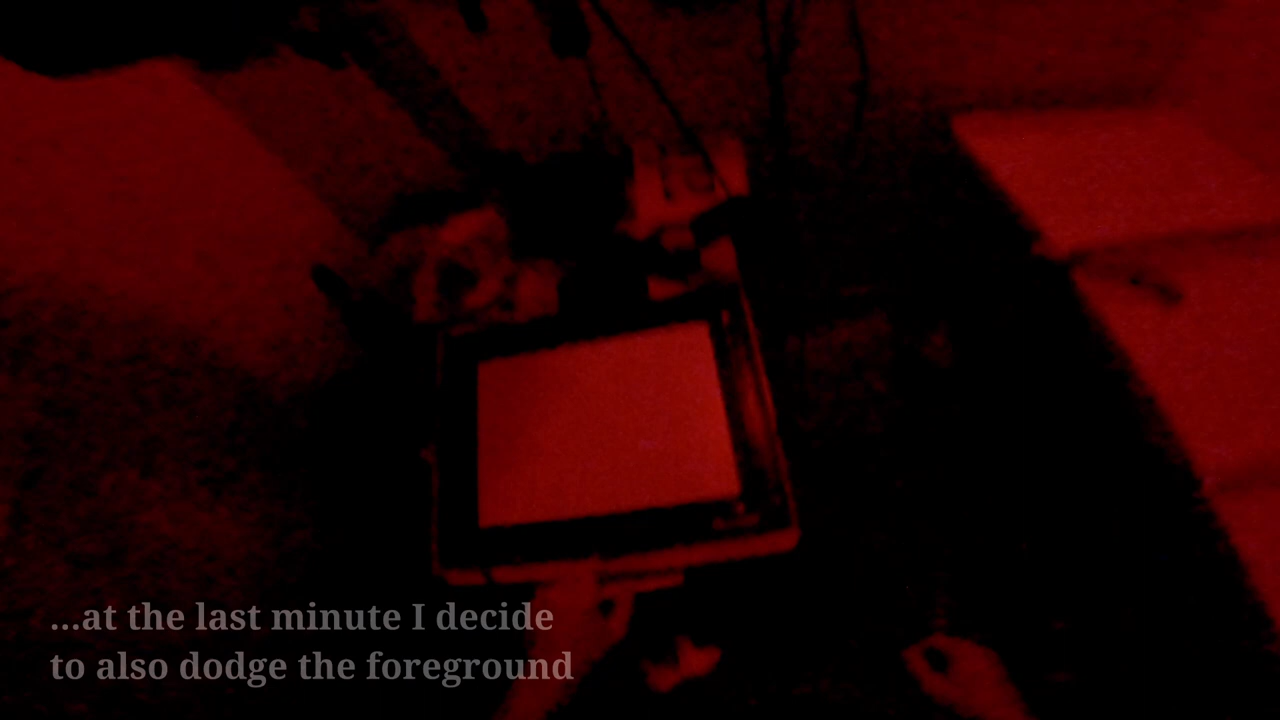 ...at the last minute I decide
to also dodge the foreground